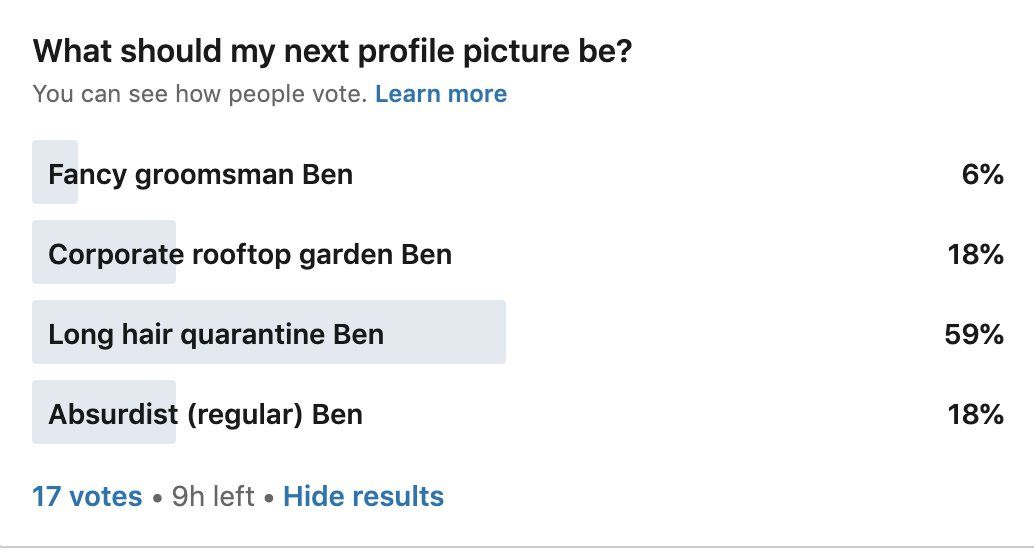 What should my next profile picture be?
You can see how people vote. Learn more
Fancy groomsman Ben 6%
Corporate rooftop garden Ben 18%
Long hair quarantine Ben 59%
Absurdist (regular) Ben 18%
17 votes • 9h left • Hide results